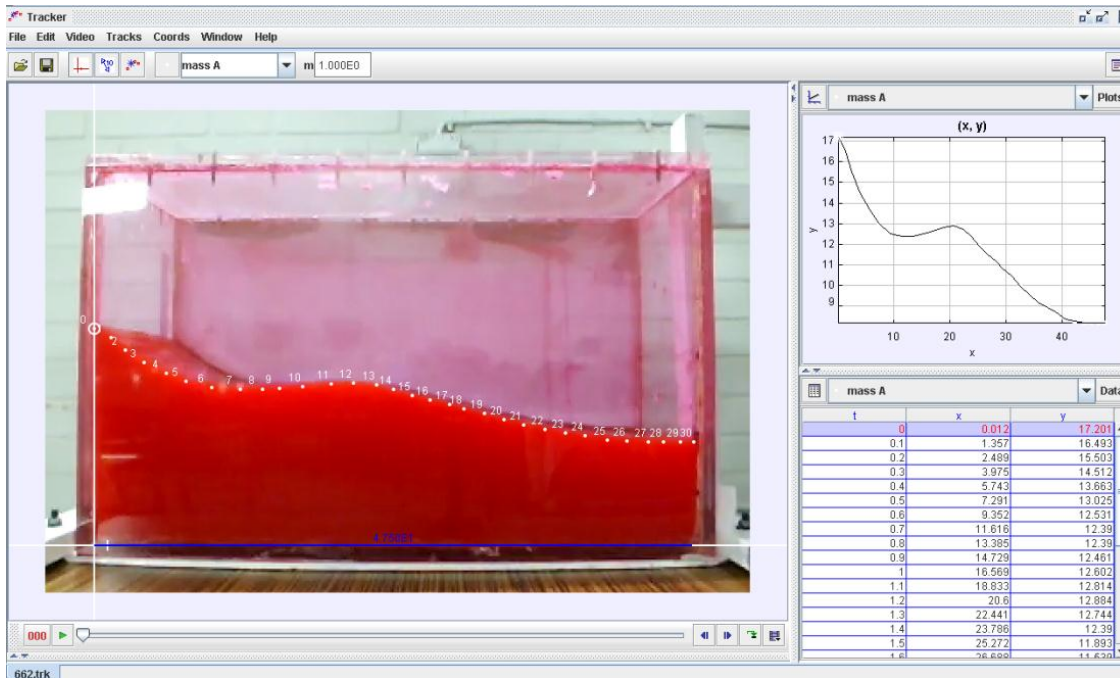 Tracker
File Edit Video Tracks Coords Window Help
mass A m 1.000E0
mass A Plots
(x, y)
17
16
15
14
13
12
11
10
9
y
10 20 30 40
x
0
2 3 4 5 6 7 8 9 10 11 12 13 14 15 16 17 18 19 20 21 22 23 24 25 26 27 28 29 30
mass A Data
t x y
0 0.012 17.201
0.1 1.357 16.493
0.2 2.489 15.503
0.3 3.975 14.512
0.4 5.743 13.663
0.5 7.291 13.025
0.6 9.352 12.531
0.7 11.616 12.39
0.8 13.385 12.39
0.9 14.729 12.461
1 16.569 12.602
1.1 18.833 12.814
1.2 20.6 12.884
1.3 22.441 12.744
1.4 23.786 12.39
1.5 25.272 11.893
000
662.trk